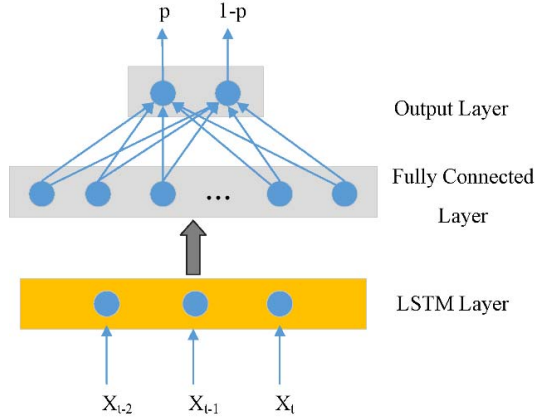 p 1-p
Output Layer
Fully Connected
...
Layer
LSTM Layer
Xt-2 Xt-1 Xt